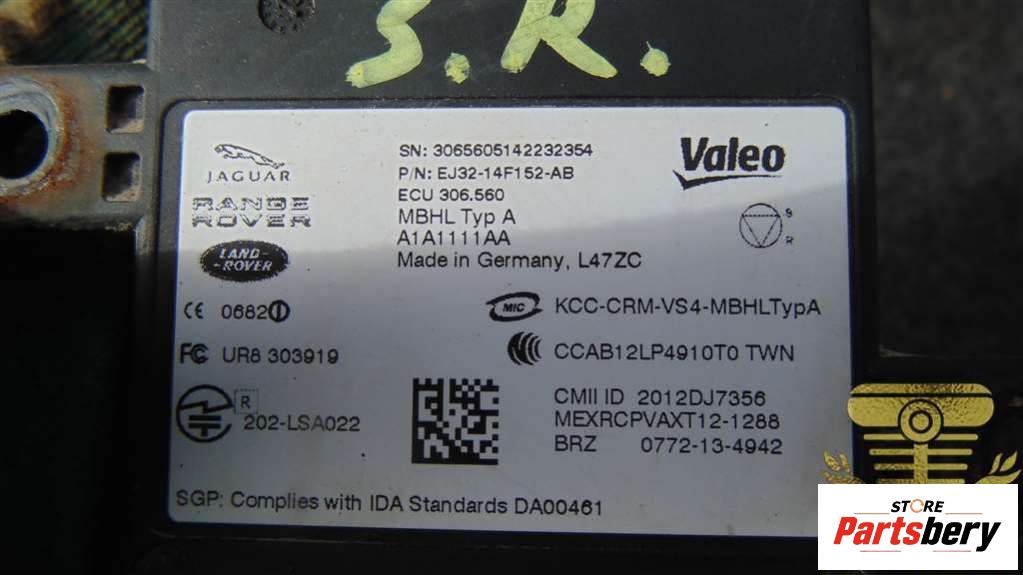 S.R.
JAGUAR
RANGE
ROVER
LAND-
ROVER
SN: 3065605142232354
P/N: EJ32-14F152-AB
ECU 306.560
MBHL Typ A
A1A1111AA
Made in Germany, L47ZC
Valeo
S
R
CE 0682
FC UR8 303919
R
202-LSA022
MIC KCC-CRM-VS4-MBHLTypA
CCAB12LP4910T0 TWN
CMII ID 2012DJ7356
MEXRCPVAXT12-1288
BRZ 0772-13-4942
SGP: Complies with IDA Standards DA00461
STORE
Partsbery